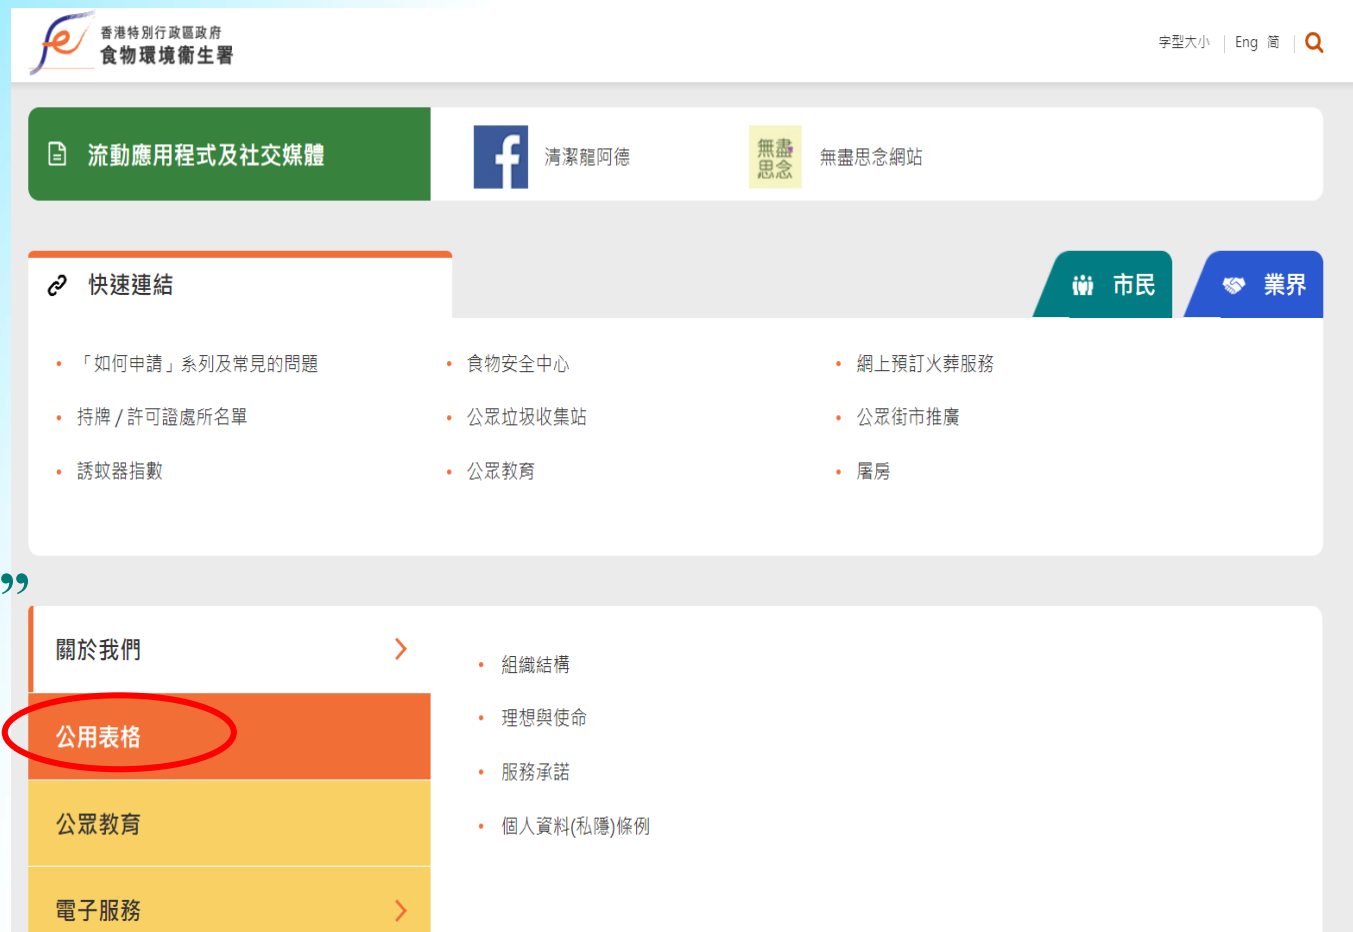 香港特別行政區政府
食物環境衞生署
字型大小 Eng 简
流動應用程式及社交媒體
清潔龍阿德
無盡思念
無盡思念網站
快速連結
市民
業界
「如何申請」系列及常見的問題
食物安全中心
網上預訂火葬服務
持牌 / 許可證處所名單
公眾垃圾收集站
公眾街市推廣
誘蚊器指數
公眾教育
屠房
”
關於我們
公用表格
公眾教育
電子服務
組織結構
理想與使命
服務承諾
個人資料(私隱)條例